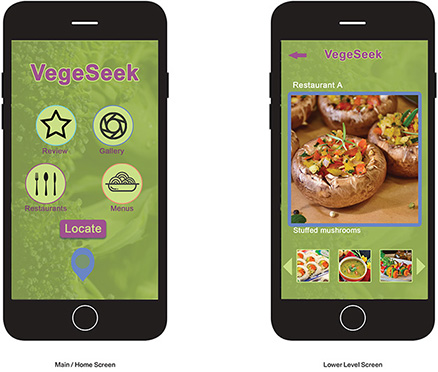 VegeSeek
Review
Gallery
Restaurants
Menus
Locate
Main / Home Screen
VegeSeek
Restaurant A
Stuffed mushrooms
Lower Level Screen